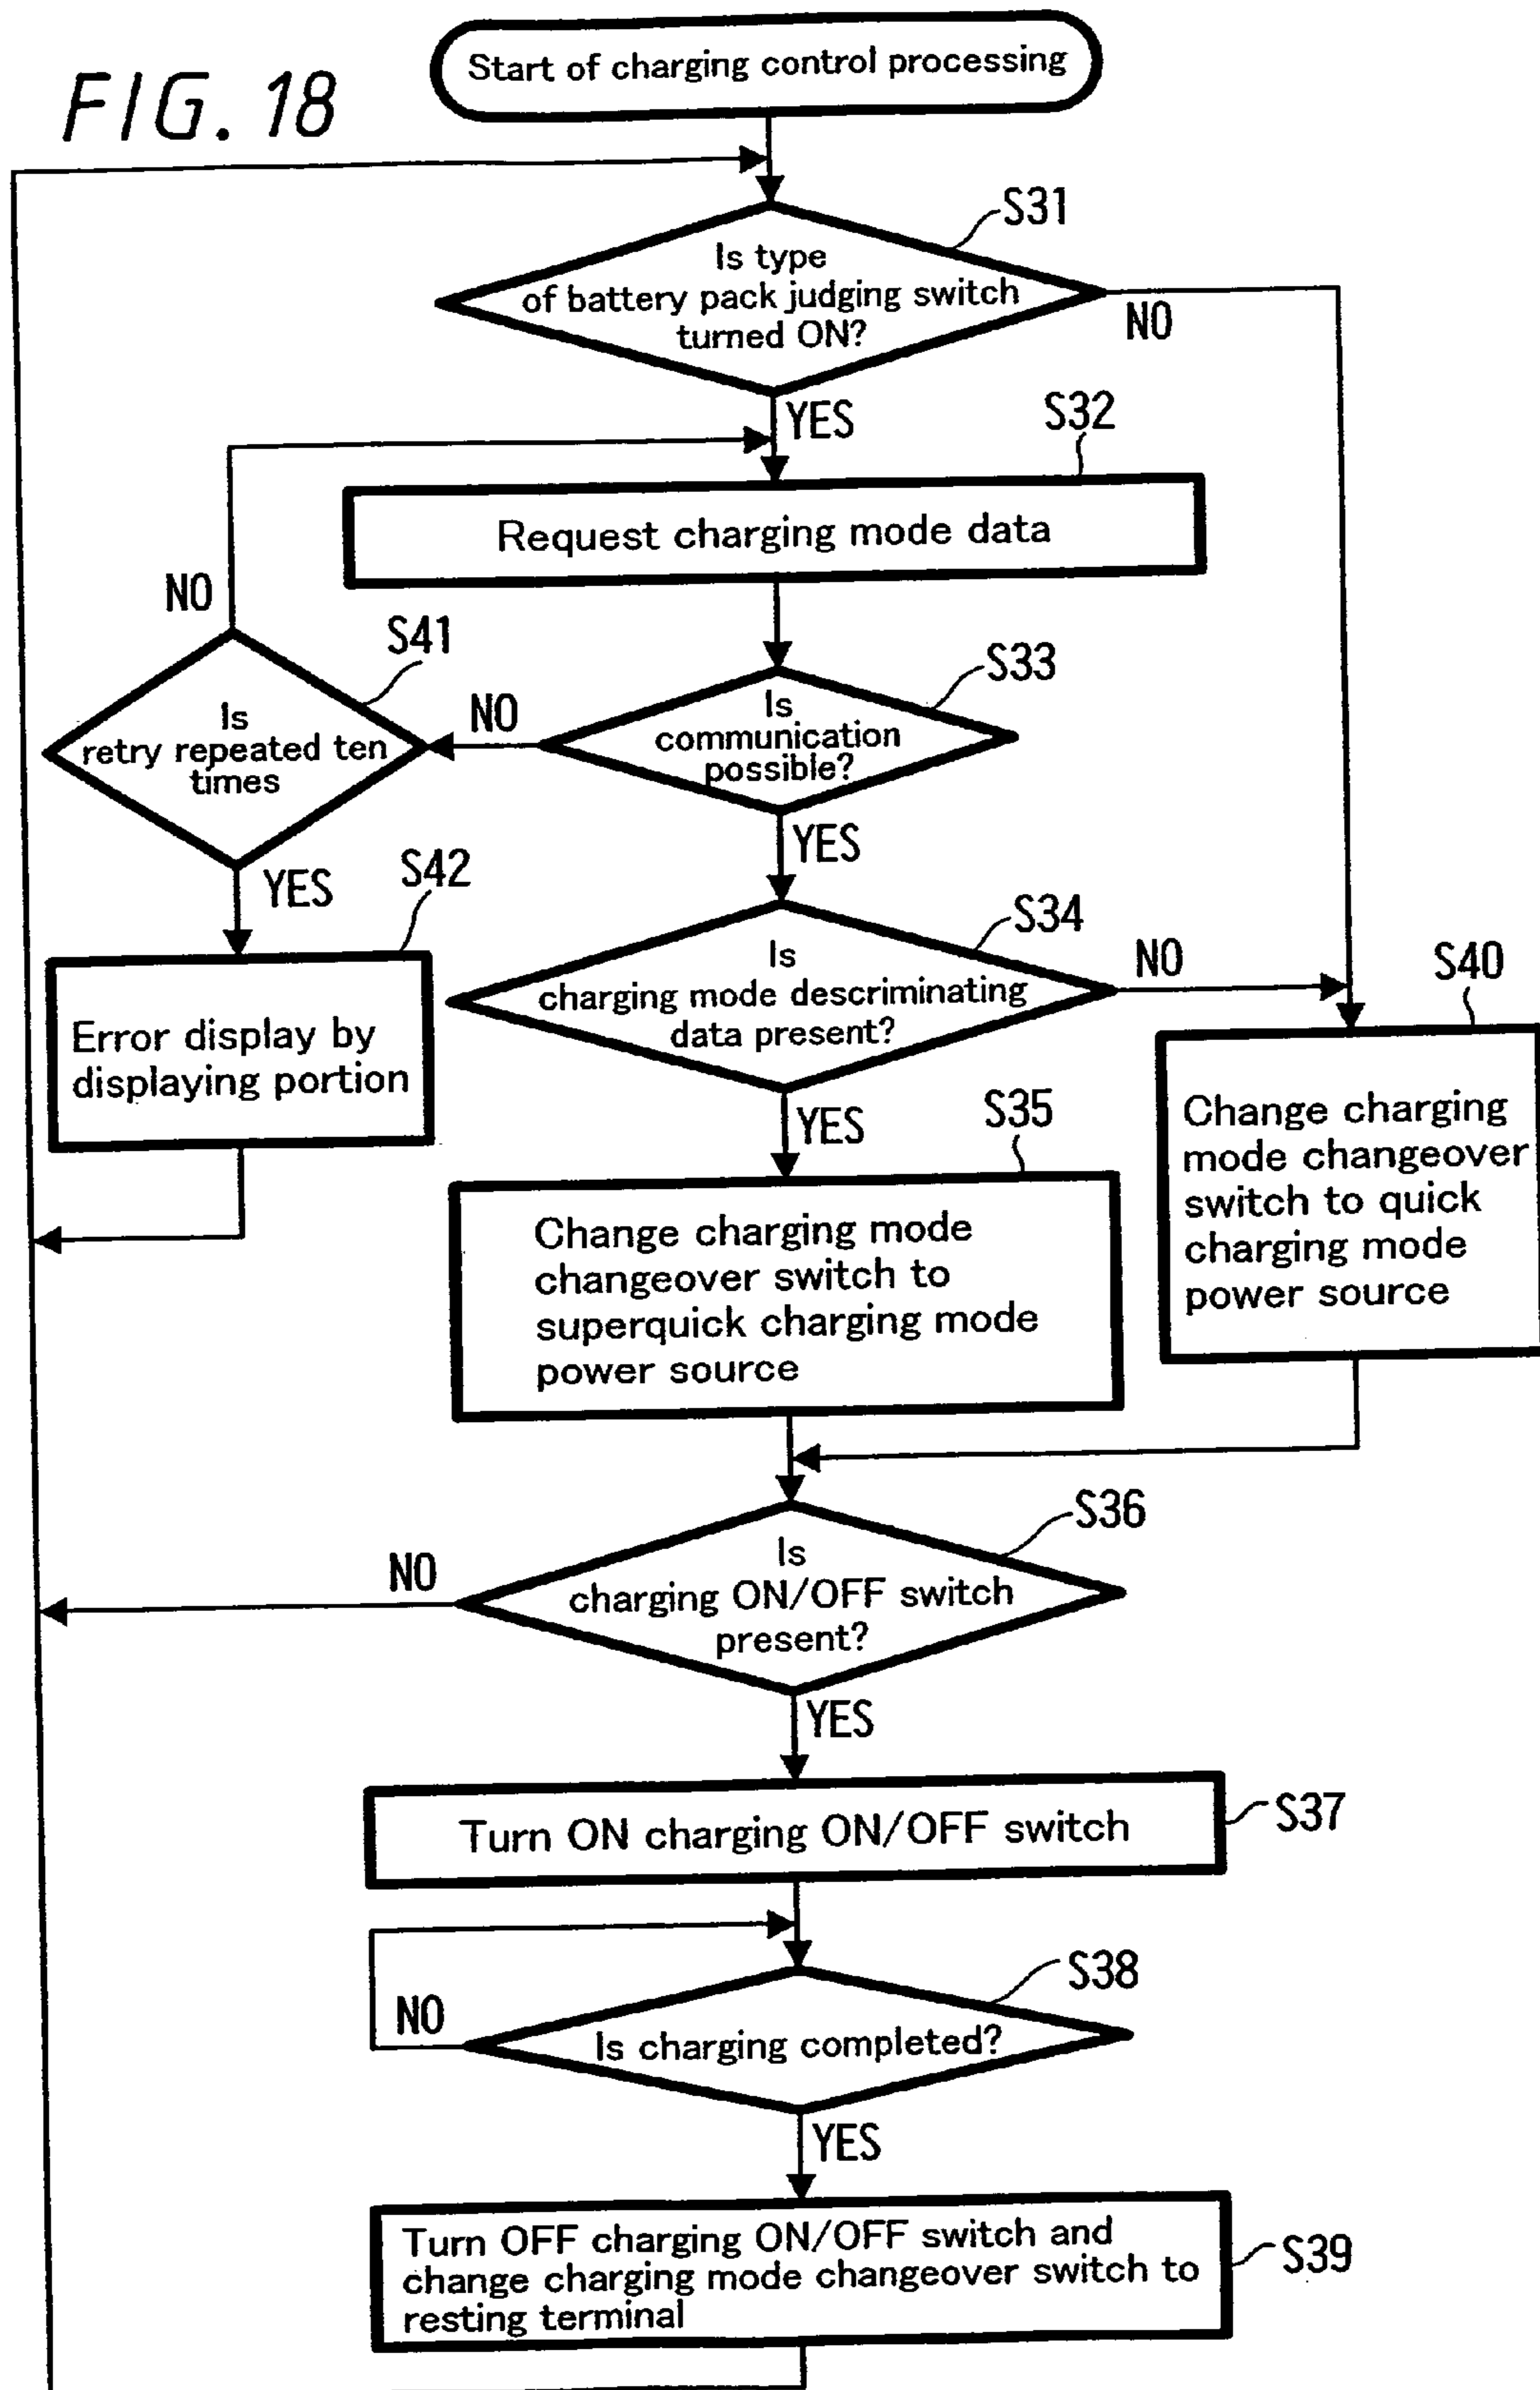 FIG. 18
Start of charging control processing
S31
Is type
of battery pack judging switch
turned ON?
NO
YES
S32
Request charging mode data
NO
S41
S33
Is
retry repeated ten
times
NO
Is
communication
possible?
YES
YES
S42
S34
Is
charging mode descriminating
data present?
NO
S40
Error display by
displaying portion
YES
S35
Change charging mode
changeover switch to
superquick charging mode
power source
Change charging
mode changeover
switch to quick
charging mode
power source
S36
NO
Is
charging ON/OFF switch
present?
YES
Turn ON charging ON/OFF switch
S37
S38
NO
Is charging completed?
YES
Turn OFF charging ON/OFF switch and
change charging mode changeover switch to
resting terminal
S39